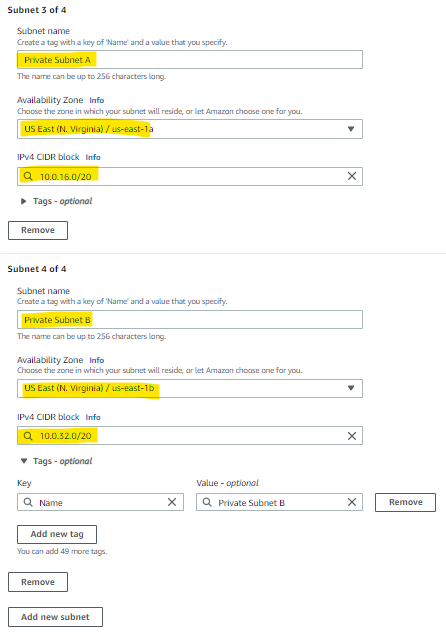 Subnet 3 of 4
Subnet name
Create a tag with a key of 'Name' and a value that you specify.
Private Subnet A
The name can be up to 256 characters long.
Availability Zone Info
Choose the zone in which your subnet will reside, or let Amazon choose one for you.
US East (N. Virginia) / us-east-1a
IPv4 CIDR block Info
10.0.16.0/20
Tags - optional
Remove
Subnet 4 of 4
Subnet name
Create a tag with a key of 'Name' and a value that you specify.
Private Subnet B
The name can be up to 256 characters long.
Availability Zone Info
Choose the zone in which your subnet will reside, or let Amazon choose one for you.
US East (N. Virginia) / us-east-1b
IPv4 CIDR block Info
10.0.32.0/20
Tags - optional
Key Value - optional
Name Private Subnet B Remove
Add new tag
You can add 49 more tags.
Remove
Add new subnet